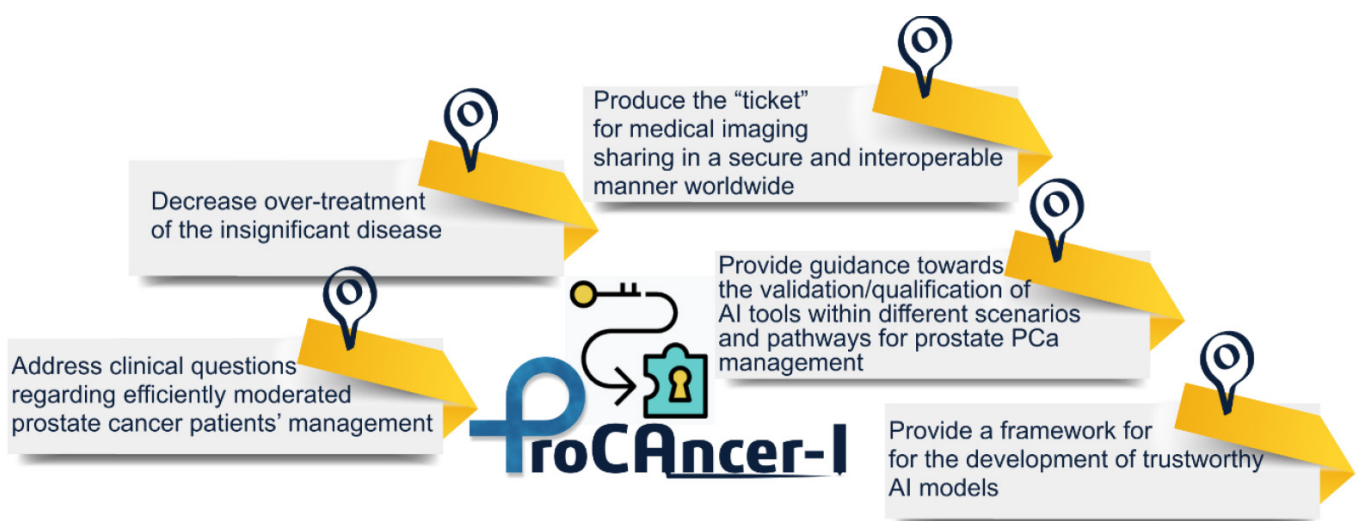 Produce the “ticket”
for medical imaging
sharing in a secure and interoperable
manner worldwide
Decrease over-treatment
of the insignificant disease
Provide guidance towards
the validation/qualification of
AI tools within different scenarios
and pathways for prostate PCa
management
Address clinical questions
regarding efficiently moderated
prostate cancer patients’ management
ProCAncer-I
Provide a framework for
for the development of trustworthy
AI models